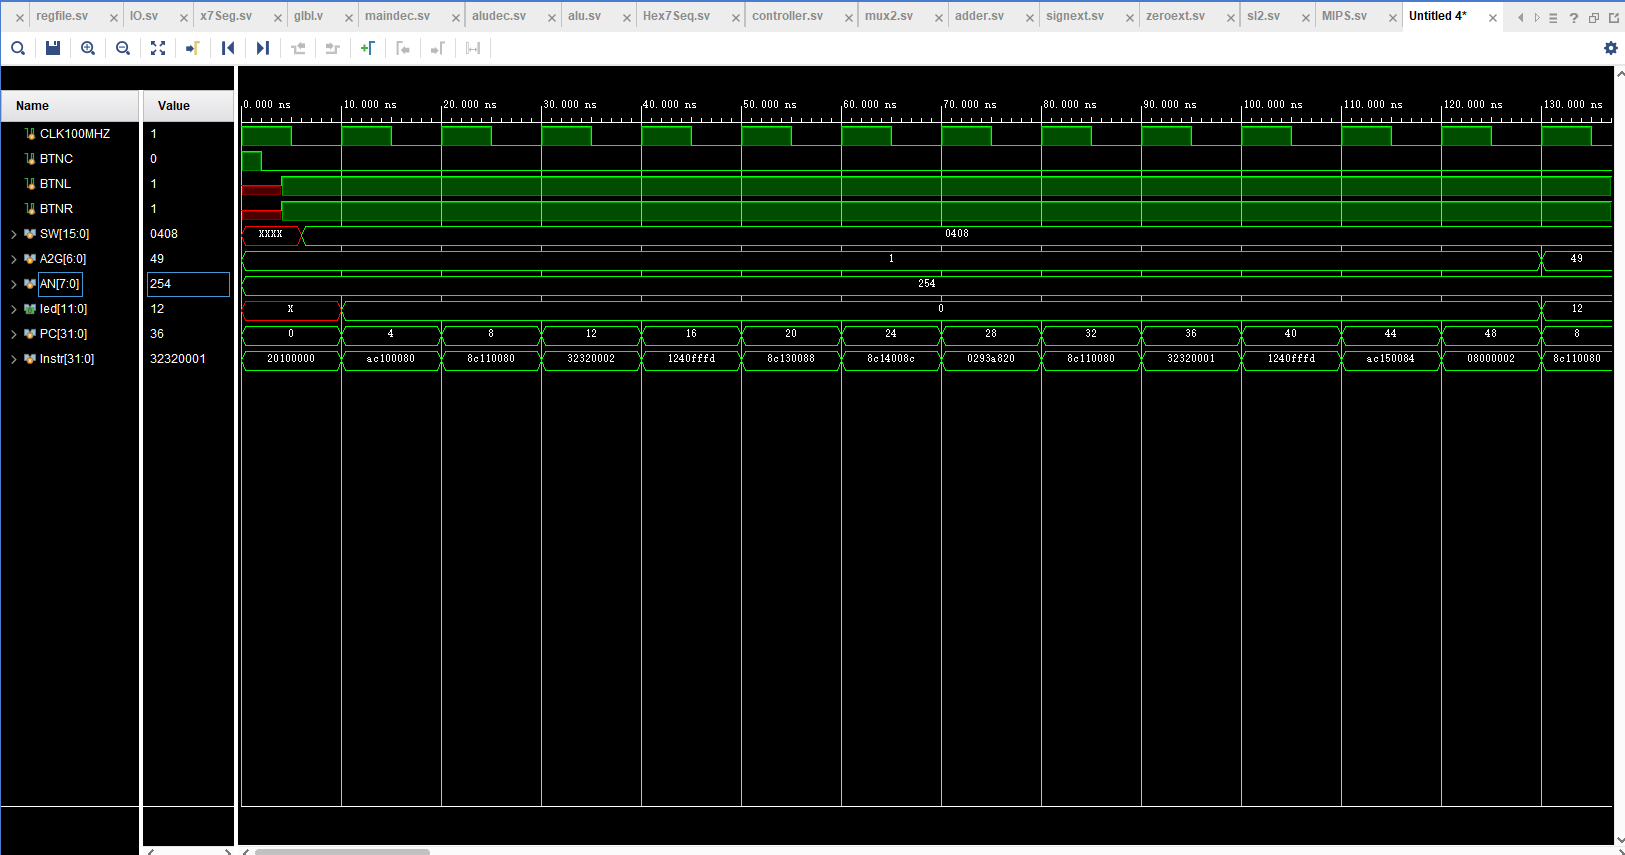 regfile.sv IO.sv x7Seg.sv glbl.v maindec.sv aludec.sv alu.sv Hex7Seq.sv controller.sv mux2.sv adder.sv signext.sv zeroext.sv sl2.sv MIPS.sv Untitled 4*
Name Value 0.000 ns 10.000 ns 20.000 ns 30.000 ns 40.000 ns 50.000 ns 60.000 ns 70.000 ns 80.000 ns 90.000 ns 100.000 ns 110.000 ns 120.000 ns 130.000 ns
CLK100MHZ 1
BTNC 0
BTNL 1
BTNR 1
SW[15:0] 0408 XXXX 0408
A2G[6:0] 49 1 49
AN[7:0] 254 254
led[11:0] 12 X 0 12
PC[31:0] 36 0 4 8 12 16 20 24 28 32 36 40 44 48 8
Instr[31:0] 32320001 20100000 ac100080 8c110080 32320002 1240fffd 8c130088 8c14008c 0293a820 8c110080 32320001 1240fffd ac150084 08000002 8c110080